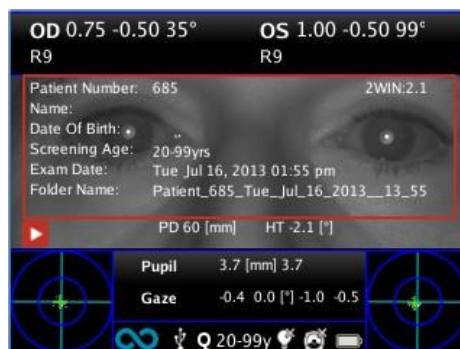 OD 0.75 -0.50 35° OS 1.00 -0.50 99°
R9 R9
Patient Number: 685 2WIN:2.1
Name:
Date Of Birth:
Screening Age: 20-99yrs
Exam Date: Tue Jul 16, 2013 01:55 pm
Folder Name: Patient_685_Tue_Jul_16_2013__13_55
PD 60 [mm] HT -2.1 [°]
Pupil 3.7 [mm] 3.7
Gaze -0.4 0.0 [°] -1.0 -0.5
Q 20-99y